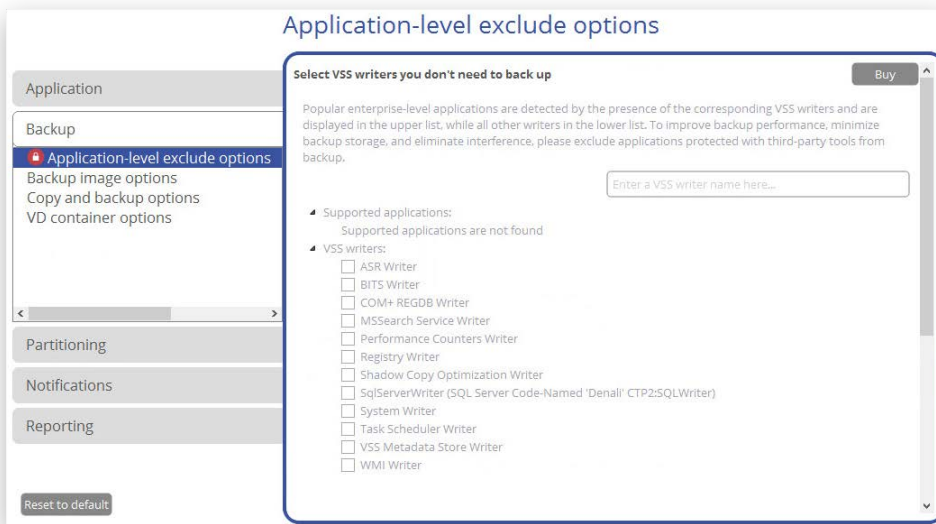 Application-level exclude options
Application
Backup
Application-level exclude options
Backup image options
Copy and backup options
VD container options
Partitioning
Notifications
Reporting
Reset to default
Select VSS writers you don't need to back up
Buy
Popular enterprise-level applications are detected by the presence of the corresponding VSS writers and are
displayed in the upper list, while all other writers in the lower list. To improve backup performance, minimize
backup storage, and eliminate interference, please exclude applications protected with third-party tools from
backup.
Enter a VSS writer name here...
Supported applications:
Supported applications are not found
VSS writers:
ASR Writer
BITS Writer
COM+ REGDB Writer
MSSearch Service Writer
Performance Counters Writer
Registry Writer
Shadow Copy Optimization Writer
SqlServerWriter (SQL Server Code-Named 'Denali' CTP2:SQLWriter)
System Writer
Task Scheduler Writer
VSS Metadata Store Writer
WMI Writer